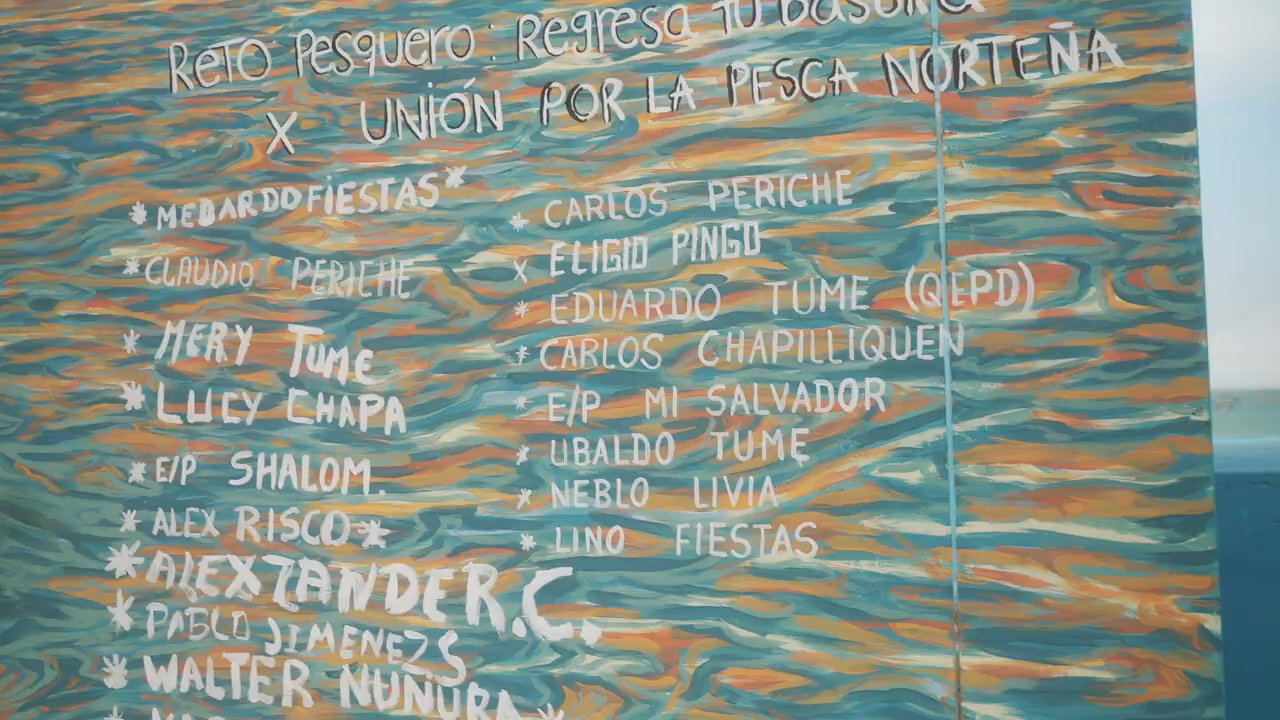 Reto Pesquero: Regresa tu basura
X UNIÓN POR LA PESCA NORTEÑA
* MEDARDO FIESTAS *
* CLAUDIO PERICHE
* MERY TUME
* LUCY CHAPA
* E/P SHALOM.
* ALEX RISCO *
* ALEXZANDER.C.
* PABLO JIMENEZ S
* WALTER NUNURA *
* CARLOS PERICHE
x ELIGIO PINGO
* EDUARDO TUME (QEPD)
* CARLOS CHAPILLIQUEN
* E/P MI SALVADOR
* UBALDO TUME
* NEBLO LIVIA
* LINO FIESTAS